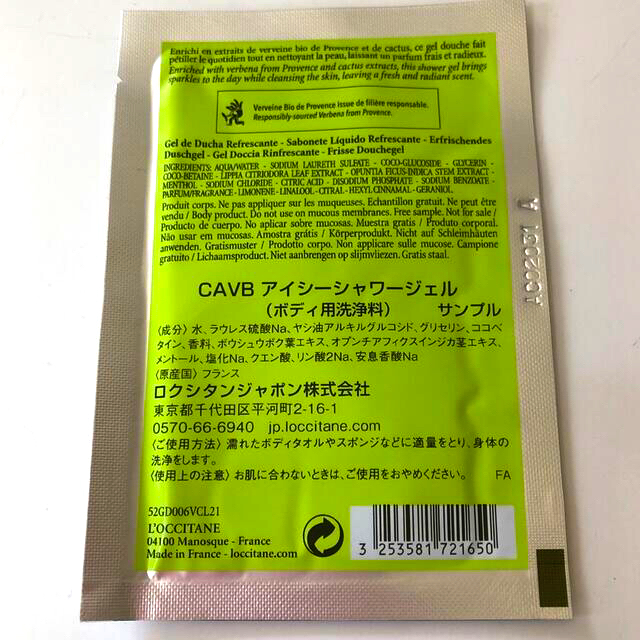 Enrichi en extraits de verveine bio de Provence et de cactus, ce gel douche fait
pétiller le quotidien tout en nettoyant la peau, laissant un parfum frais et radieux.
Enriched with verbena from Provence and cactus extracts, this shower gel brings
sparkles to the day while cleansing the skin, leaving a fresh and radiant scent.
Verveine Bio de Provence issue de filière responsable.
Responsibly-sourced Verbena from Provence.
Gel de Ducha Refrescante - Sabonete Líquido Refrescante - Erfrischendes
Duschgel - Gel Doccia Rinfrescante - Frisse Douchegel
INGREDIENTS: AQUA/WATER - SODIUM LAURETH SULFATE - COCO-GLUCOSIDE - GLYCERIN -
COCO-BETAINE - LIPPIA CITRIODORA LEAF EXTRACT - OPUNTIA FICUS-INDICA STEM EXTRACT -
MENTHOL - SODIUM CHLORIDE - CITRIC ACID - DISODIUM PHOSPHATE - SODIUM BENZOATE -
PARFUM/FRAGRANCE - LIMONENE - LINALOOL - CITRAL - HEXYL CINNAMAL - GERANIOL.
Produit corps. Ne pas appliquer sur les muqueuses. Echantillon gratuit. Ne peut être
vendu / Body product. Do not use on mucous membranes. Free sample. Not for sale /
Producto de cuerpo. No aplicar sobre mucosas. Muestra gratis / Produto corporal.
Não usar em mucosas. Amostra grátis / Körperprodukt. Nicht auf Schleimhäuten
anwenden. Gratismuster / Prodotto corpo. Non applicare sulle mucose. Campione
gratuito / Lichaamsproduct. Niet aanbrengen op slijmvliezen. Gratis staal.
CAVB アイシーシャワージェル
(ボディ用洗浄料) サンプル
〈成分〉水、ラウレス硫酸Na、ヤシ油アルキルグルコシド、グリセリン、ココベ
タイン、香料、ボウシュウボク葉エキス、オプンチアフィクスインジカ茎エキス、
メントール、塩化Na、クエン酸、リン酸2Na、安息香酸Na
〈原産国〉フランス
ロクシタンジャポン株式会社
東京都千代田区平河町2-16-1
0570-66-6940 jp.loccitane.com
〈ご使用方法〉濡れたボディタオルやスポンジなどに適量をとり、身体の
洗浄をします。
〈使用上の注意〉お肌に合わないときは、ご使用をおやめください。 FA
52GD006VCL21
L'OCCITANE
04100 Manosque - France
Made in France - loccitane.com
3 253581 721650
AC02031 A